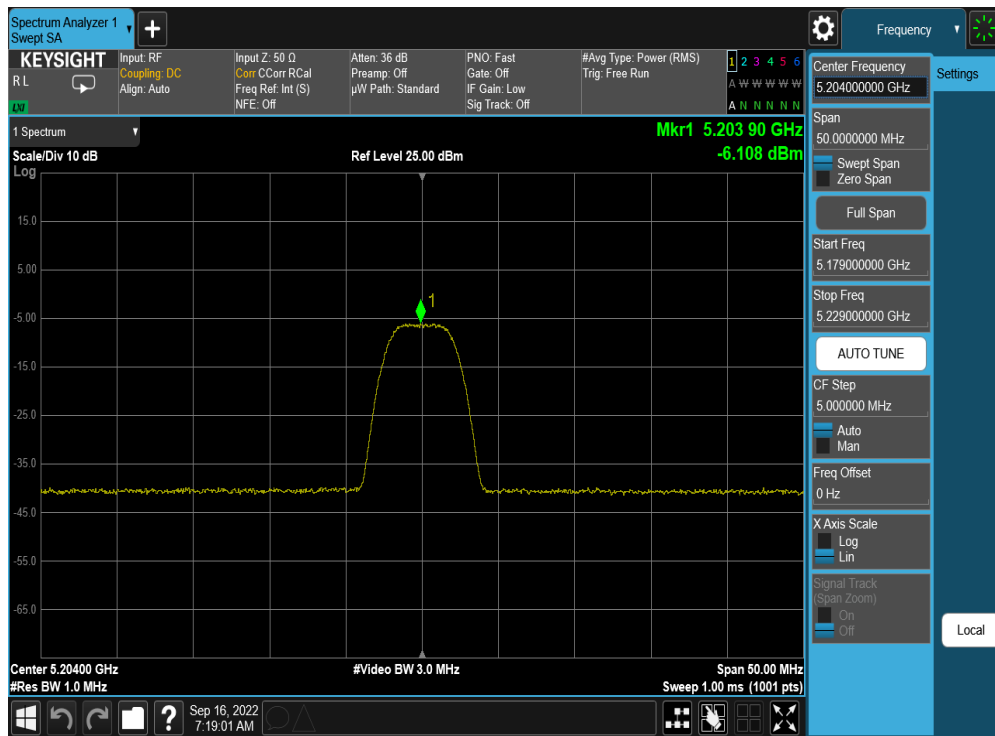 Spectrum Analyzer 1
Swept SA
Frequency
KEYSIGHT
R L
LNI
Input: RF
Coupling: DC
Align: Auto
Input Z: 50 Ω
Corr CCorr RCal
Freq Ref: Int (S)
NFE: Off
Atten: 36 dB
Preamp: Off
µW Path: Standard
PNO: Fast
Gate: Off
IF Gain: Low
Sig Track: Off
#Avg Type: Power (RMS)
Trig: Free Run
1 2 3 4 5 6
A W W W W W
A N N N N N
1 Spectrum
Scale/Div 10 dB
Log
Ref Level 25.00 dBm
Mkr1 5.203 90 GHz
-6.108 dBm
15.0
5.00
-5.00
-15.0
-25.0
-35.0
-45.0
-55.0
-65.0
1
Center 5.20400 GHz
#Res BW 1.0 MHz
#Video BW 3.0 MHz
Span 50.00 MHz
Sweep 1.00 ms (1001 pts)
Center Frequency
5.204000000 GHz
Settings
Span
50.0000000 MHz
Swept Span
Zero Span
Full Span
Start Freq
5.179000000 GHz
Stop Freq
5.229000000 GHz
AUTO TUNE
CF Step
5.000000 MHz
Auto
Man
Freq Offset
0 Hz
X Axis Scale
Log
Lin
Signal Track
(Span Zoom)
On
Off
Local
?
Sep 16, 2022
7:19:01 AM